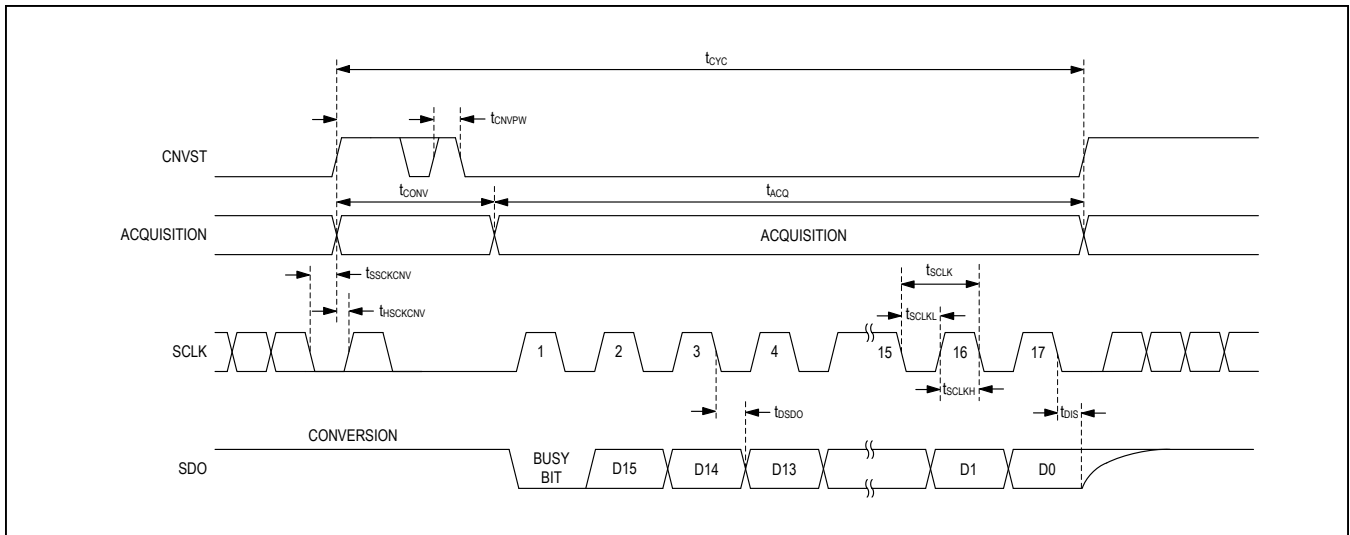 tCYC
tCNVPW
CNVST
tCONV
tACQ
ACQUISITION
ACQUISITION
tSSCKCNV
tHSCKCNV
tSCLK
tSCLKL
SCLK
1
2
3
4
15
16
17
tSCLKH
tDSDO
tDIS
CONVERSION
SDO
BUSY
BIT
D15
D14
D13
D1
D0